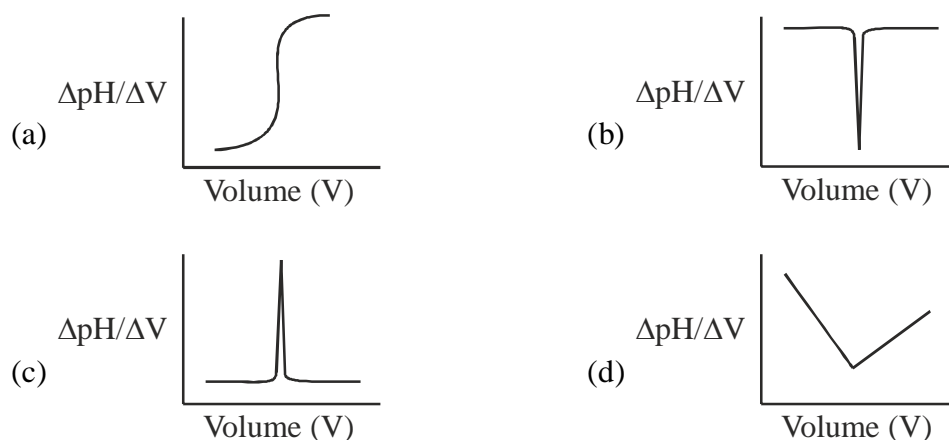 (a) ΔpH/ΔV
Volume (V)
(b) ΔpH/ΔV
Volume (V)
(c) ΔpH/ΔV
Volume (V)
(d) ΔpH/ΔV
Volume (V)